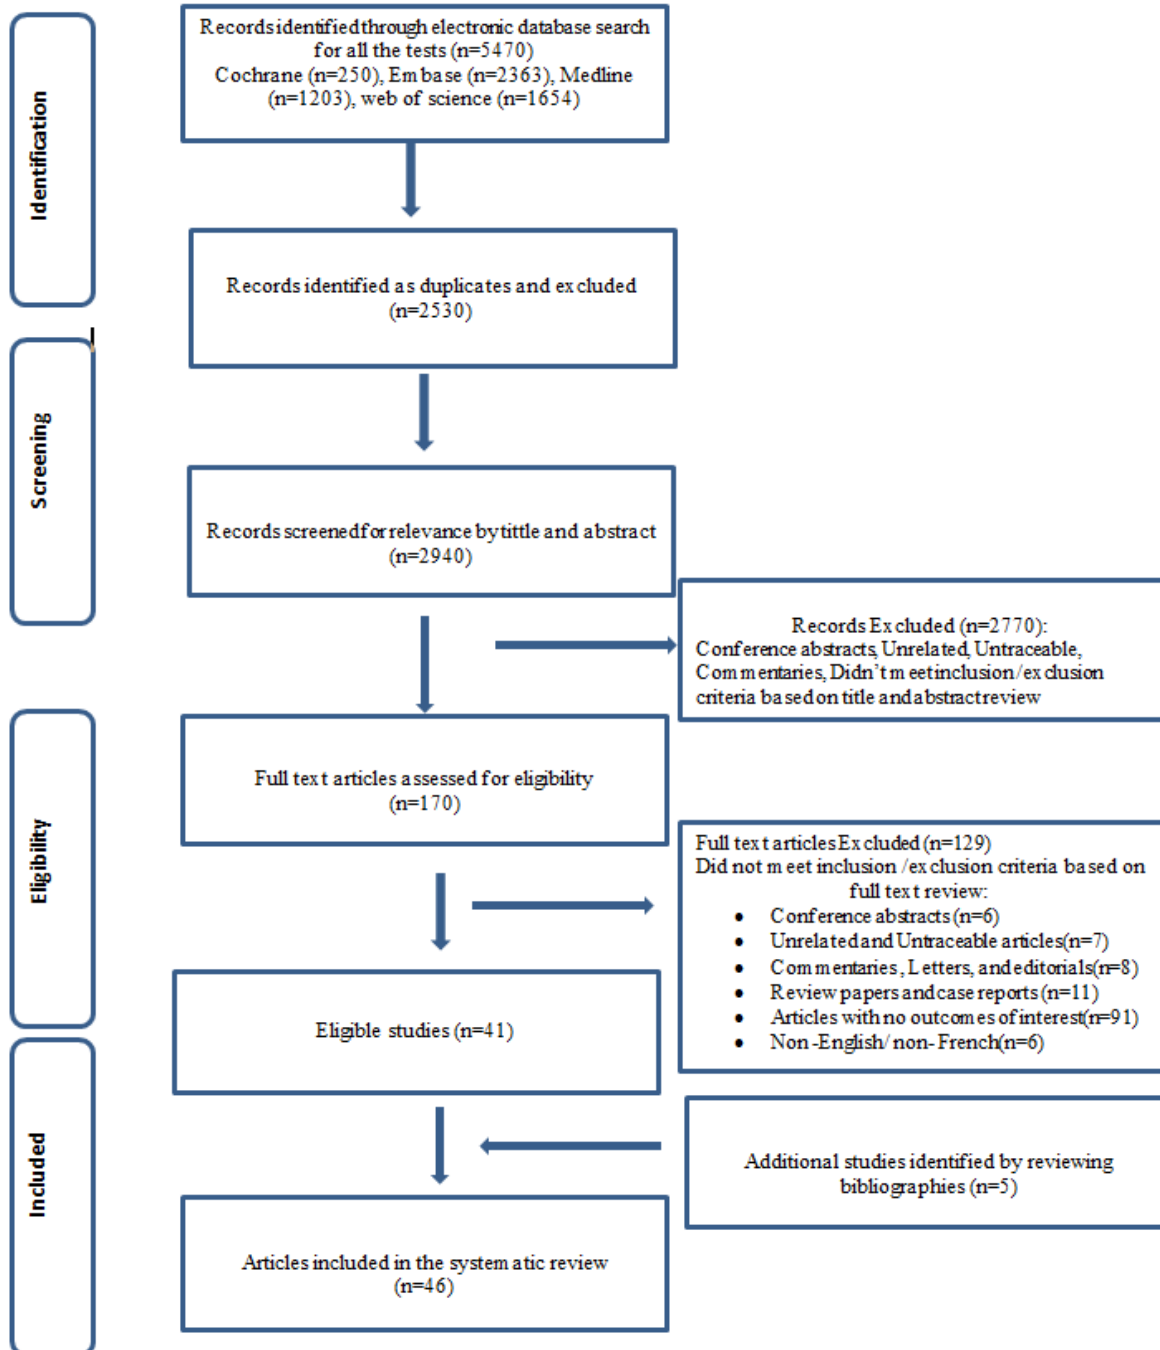 Identification
Records identified through electronic database search
for all the tests (n=5470)
Cochrane (n=250), Embase (n=2363), Medline
(n=1203), web of science (n=1654)
Records identified as duplicates and excluded
(n=2530)
Screening
Records screened for relevance by tittle and abstract
(n=2940)
Records Excluded (n=2770):
Conference abstracts, Unrelated, Untraceable,
Commentaries, Didn't meet inclusion/exclusion
criteria based on title and abstract review
Eligibility
Full text articles assessed for eligibility
(n=170)
Full text articles Excluded (n=129)
Did not meet inclusion /exclusion criteria based on
full text review:
• Conference abstracts (n=6)
• Unrelated and Untraceable articles(n=7)
• Commentaries, Letters, and editorials(n=8)
• Review papers and case reports (n=11)
• Articles with no outcomes of interest(n=91)
• Non-English/ non-French(n=6)
Eligible studies (n=41)
Included
Additional studies identified by reviewing
bibliographies (n=5)
Articles included in the systematic review
(n=46)